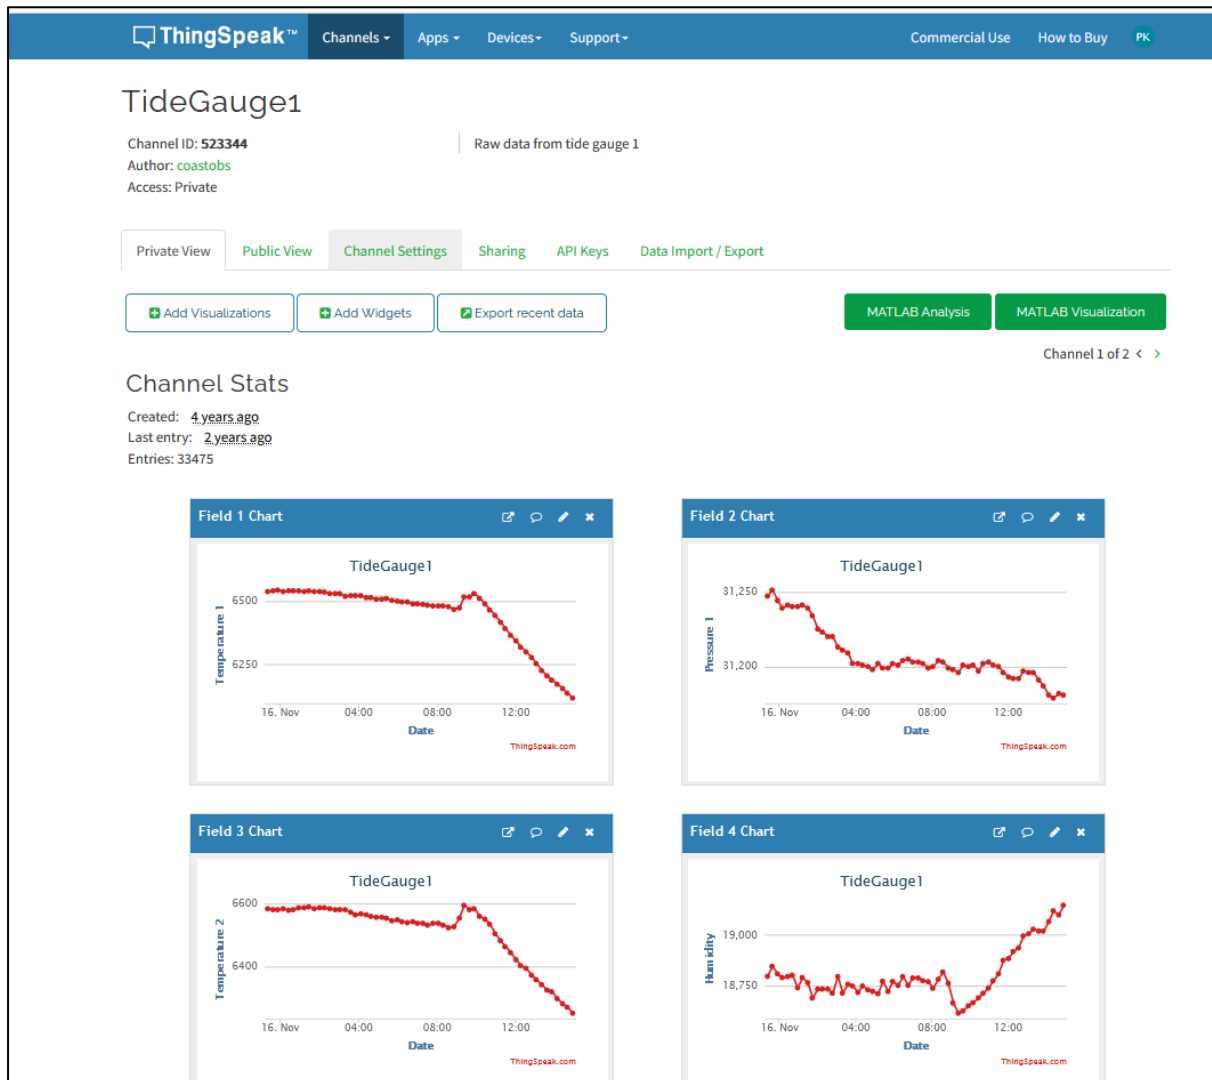 ThingSpeak™ Channels Apps Devices Support Commercial Use How to Buy PK
TideGauge1
Channel ID: 523344
Raw data from tide gauge 1
Author: coastobs
Access: Private
Private View Public View Channel Settings Sharing API Keys Data Import / Export
Add Visualizations Add Widgets Export recent data MATLAB Analysis MATLAB Visualization
Channel 1 of 2 < >
Channel Stats
Created: 4 years ago
Last entry: 2 years ago
Entries: 33475
Field 1 Chart
TideGauge1
Temperature 1
6500
6250
16. Nov 04:00 08:00 12:00
Date
ThingSpeak.com
Field 2 Chart
TideGauge1
Pressure 1
31,250
31,200
16. Nov 04:00 08:00 12:00
Date
ThingSpeak.com
Field 3 Chart
TideGauge1
Temperature 2
6600
6400
16. Nov 04:00 08:00 12:00
Date
ThingSpeak.com
Field 4 Chart
TideGauge1
Humidity
19,000
18,750
16. Nov 04:00 08:00 12:00
Date
ThingSpeak.com